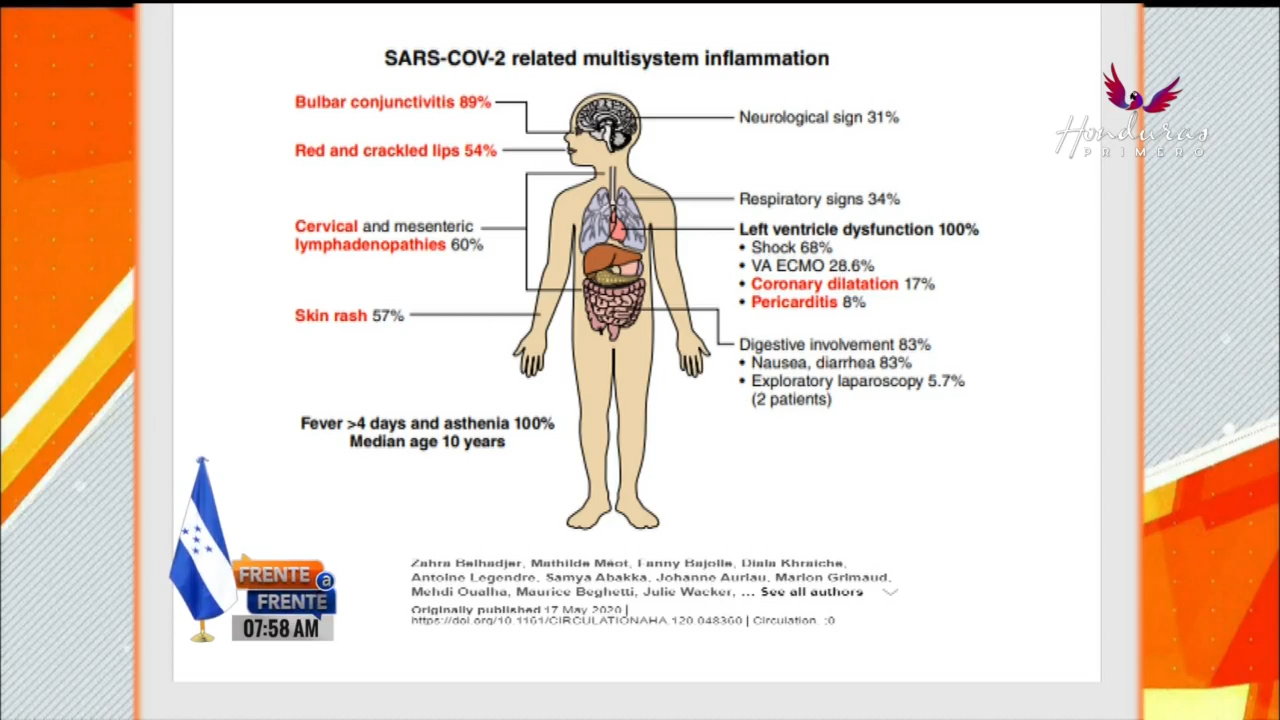 SARS-COV-2 related multisystem inflammation
Bulbar conjunctivitis 89%
Red and crackled lips 54%
Cervical and mesenteric
lymphadenopathies 60%
Skin rash 57%
Fever >4 days and asthenia 100%
Median age 10 years
Neurological sign 31%
Respiratory signs 34%
Left ventricle dysfunction 100%
• Shock 68%
• VA ECMO 28.6%
• Coronary dilatation 17%
• Pericarditis 8%
Digestive involvement 83%
• Nausea, diarrhea 83%
• Exploratory laparoscopy 5.7%
(2 patients)
Zahra Belhadjer, Mathilde Méot, Fanny Bajolle, Diala Khraiche,
Antoine Legendre, Samya Abakka, Johanne Auriau, Marion Grimaud,
Mehdi Oualha, Maurice Beghetti, Julie Wacker, ... See all authors
Originally published 17 May 2020 |
https://doi.org/10.1161/CIRCULATIONAHA.120.048360 | Circulation. ;0
Honduras
PRIMERO
FRENTE
a
FRENTE
07:58 AM